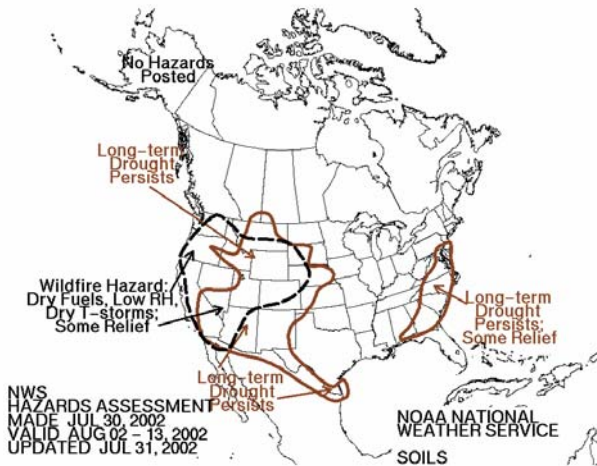 No Hazards
Posted
Long-term
Drought
Persists
Wildfire Hazard:
Dry Fuels, Low RH,
Dry T-storms;
Some Relief
Long-term
Drought
Persists;
Some Relief
Long-term
Drought
Persists
NWS
HAZARDS ASSESSMENT
MADE JUL 30, 2002
VALID AUG 02 - 13, 2002
UPDATED JUL 31, 2002
NOAA NATIONAL
WEATHER SERVICE
SOILS